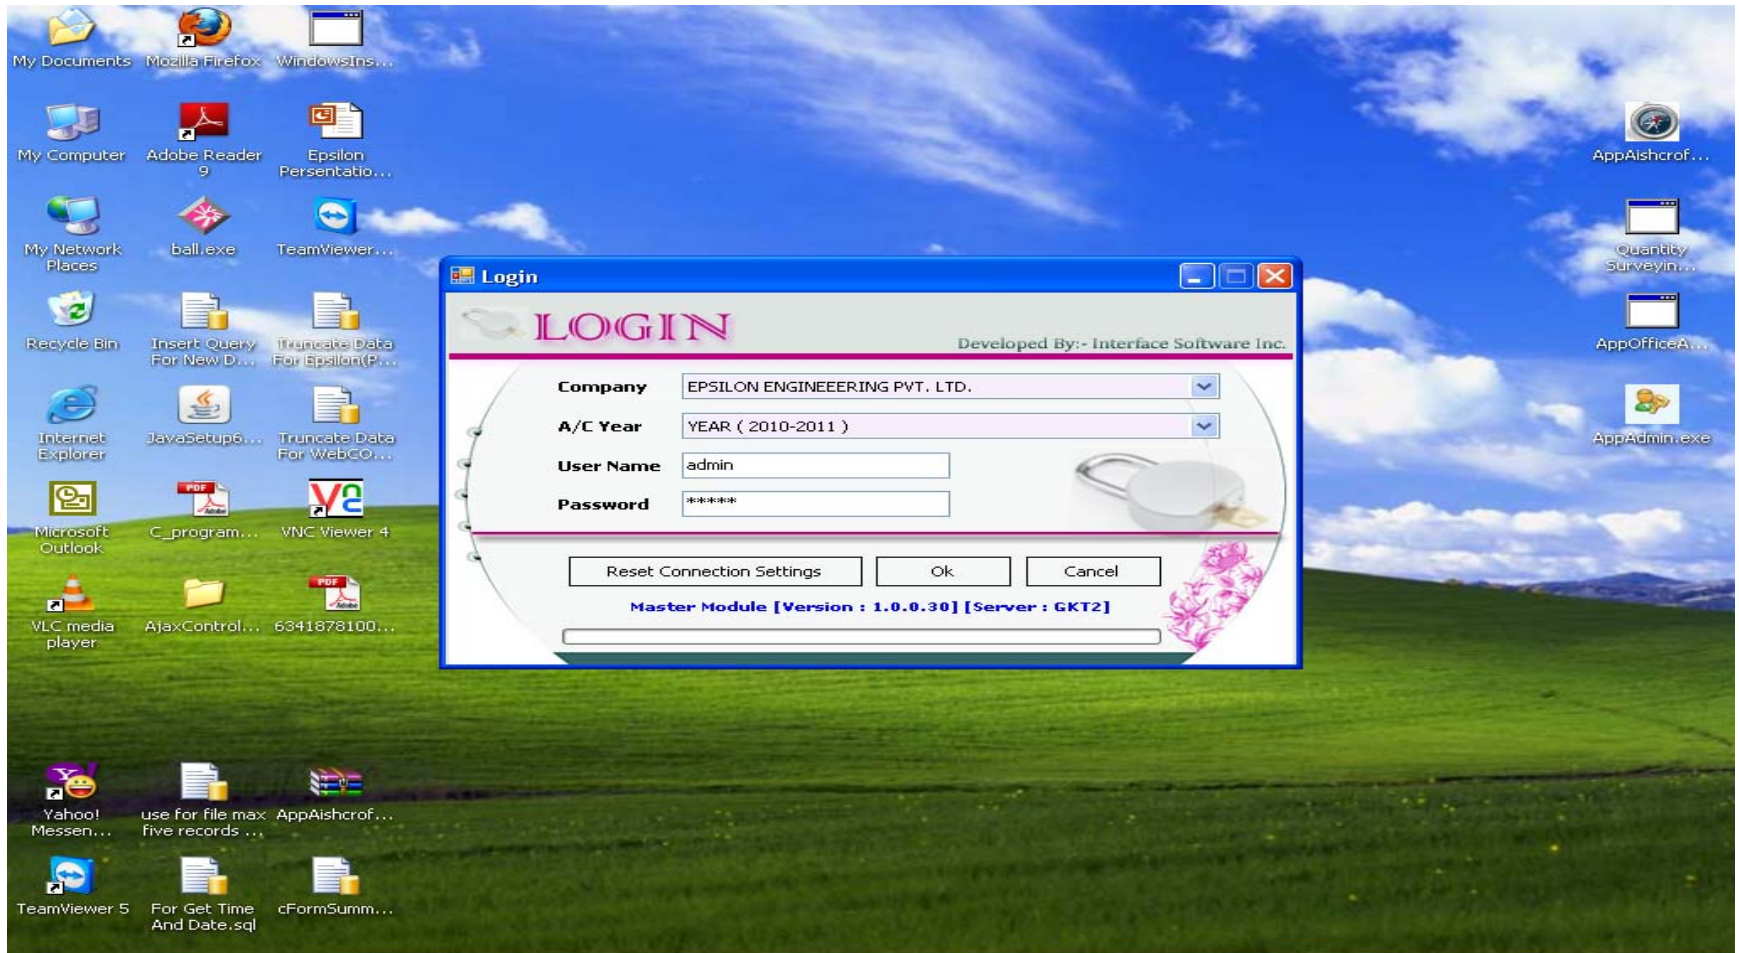 My Documents
Mozilla Firefox
WindowsIns...
My Computer
Adobe Reader
9
Epsilon
Persentatio...
AppAishcrof...
My Network
Places
ball.exe
TeamViewer...
Quantity
Surveyin...
Recycle Bin
Insert Query
For New D...
Truncate Data
For Epsilon(P...
AppOfficeA...
Internet
Explorer
JavaSetup6...
Truncate Data
For WebCO...
AppAdmin.exe
Microsoft
Outlook
C_program...
VNC Viewer 4
VLC media
player
AjaxControl...
6341878100...
Yahoo!
Messen...
use for file max
five records ...
AppAishcrof...
TeamViewer 5
For Get Time
And Date.sql
cFormSumm...
Login
LOGIN
Developed By:- Interface Software Inc.
Company EPSILON ENGINEEERING PVT. LTD.
A/C Year YEAR ( 2010-2011 )
User Name admin
Password *****
Reset Connection Settings Ok Cancel
Master Module [Version : 1.0.0.30] [Server : GKT2]